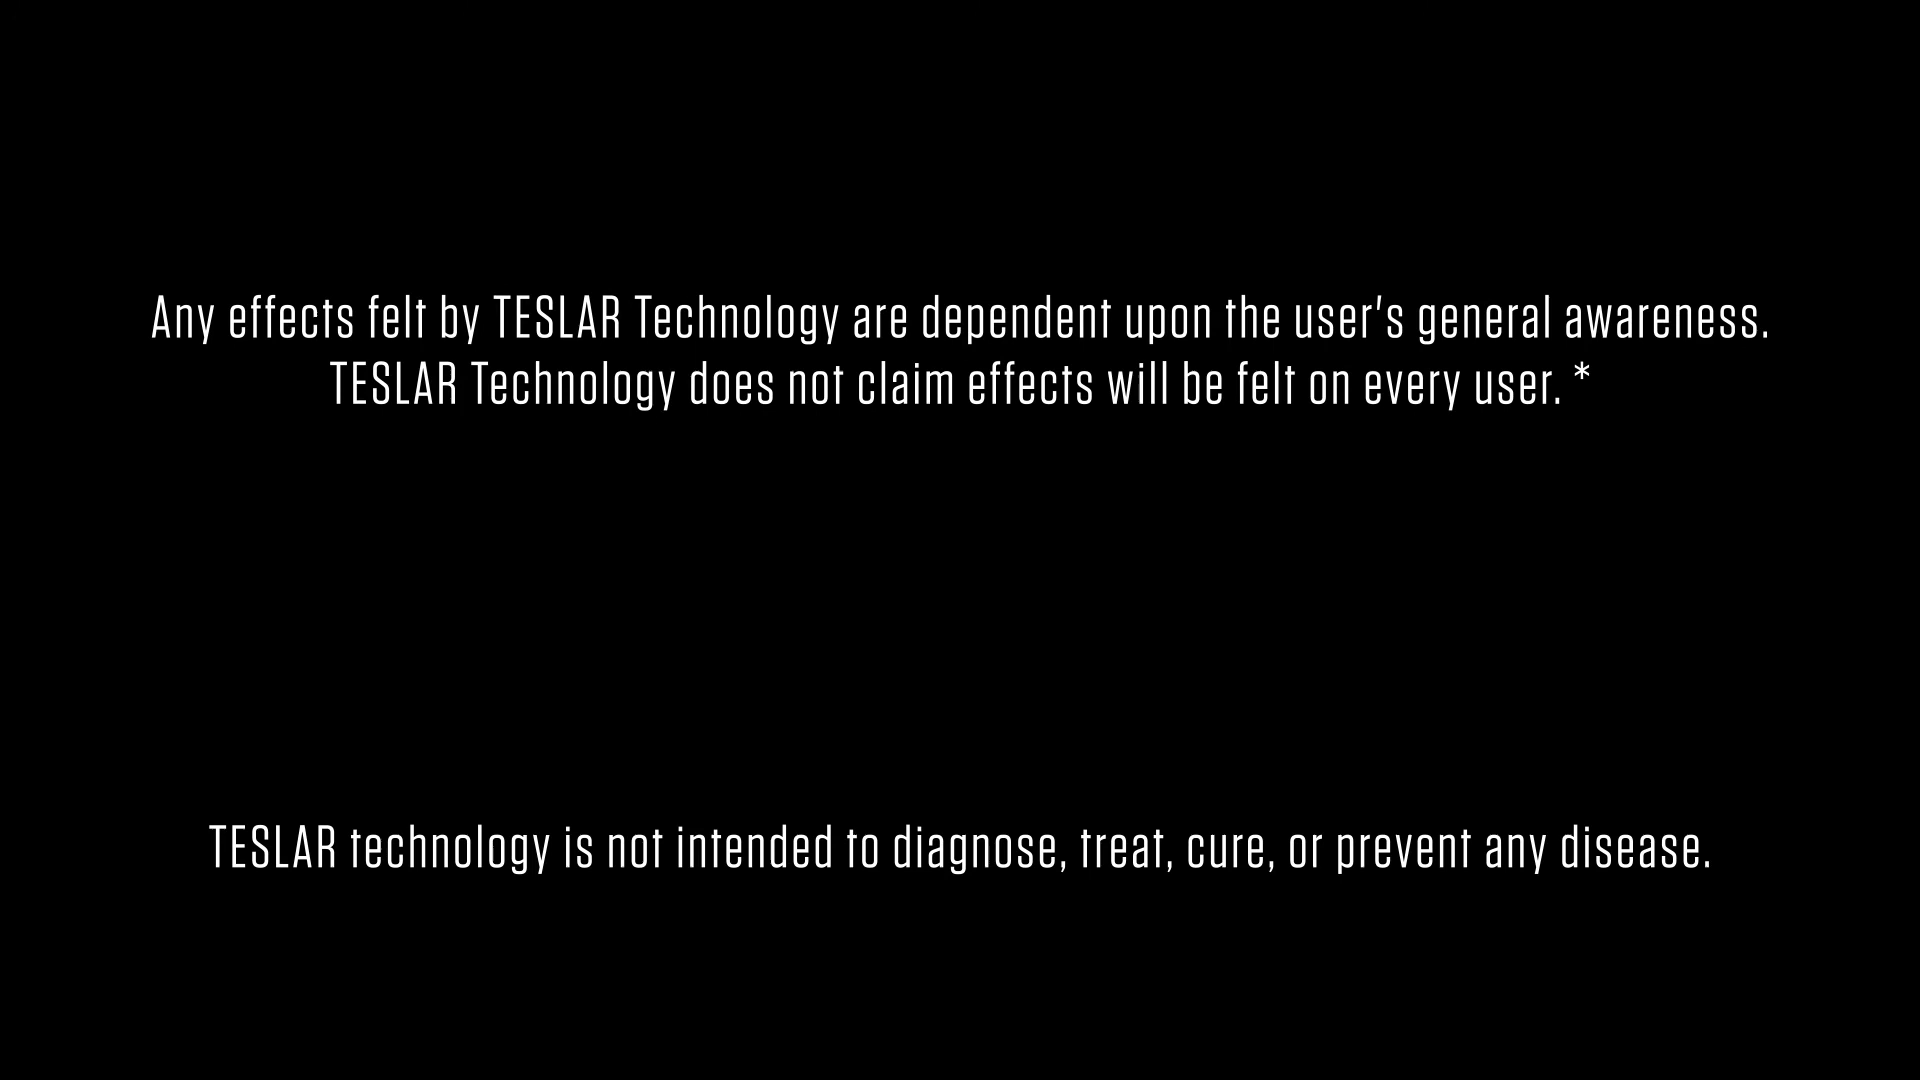 Any effects felt by TESLAR Technology are dependent upon the user's general awareness.
TESLAR Technology does not claim effects will be felt on every user. *
TESLAR technology is not intended to diagnose, treat, cure, or prevent any disease.